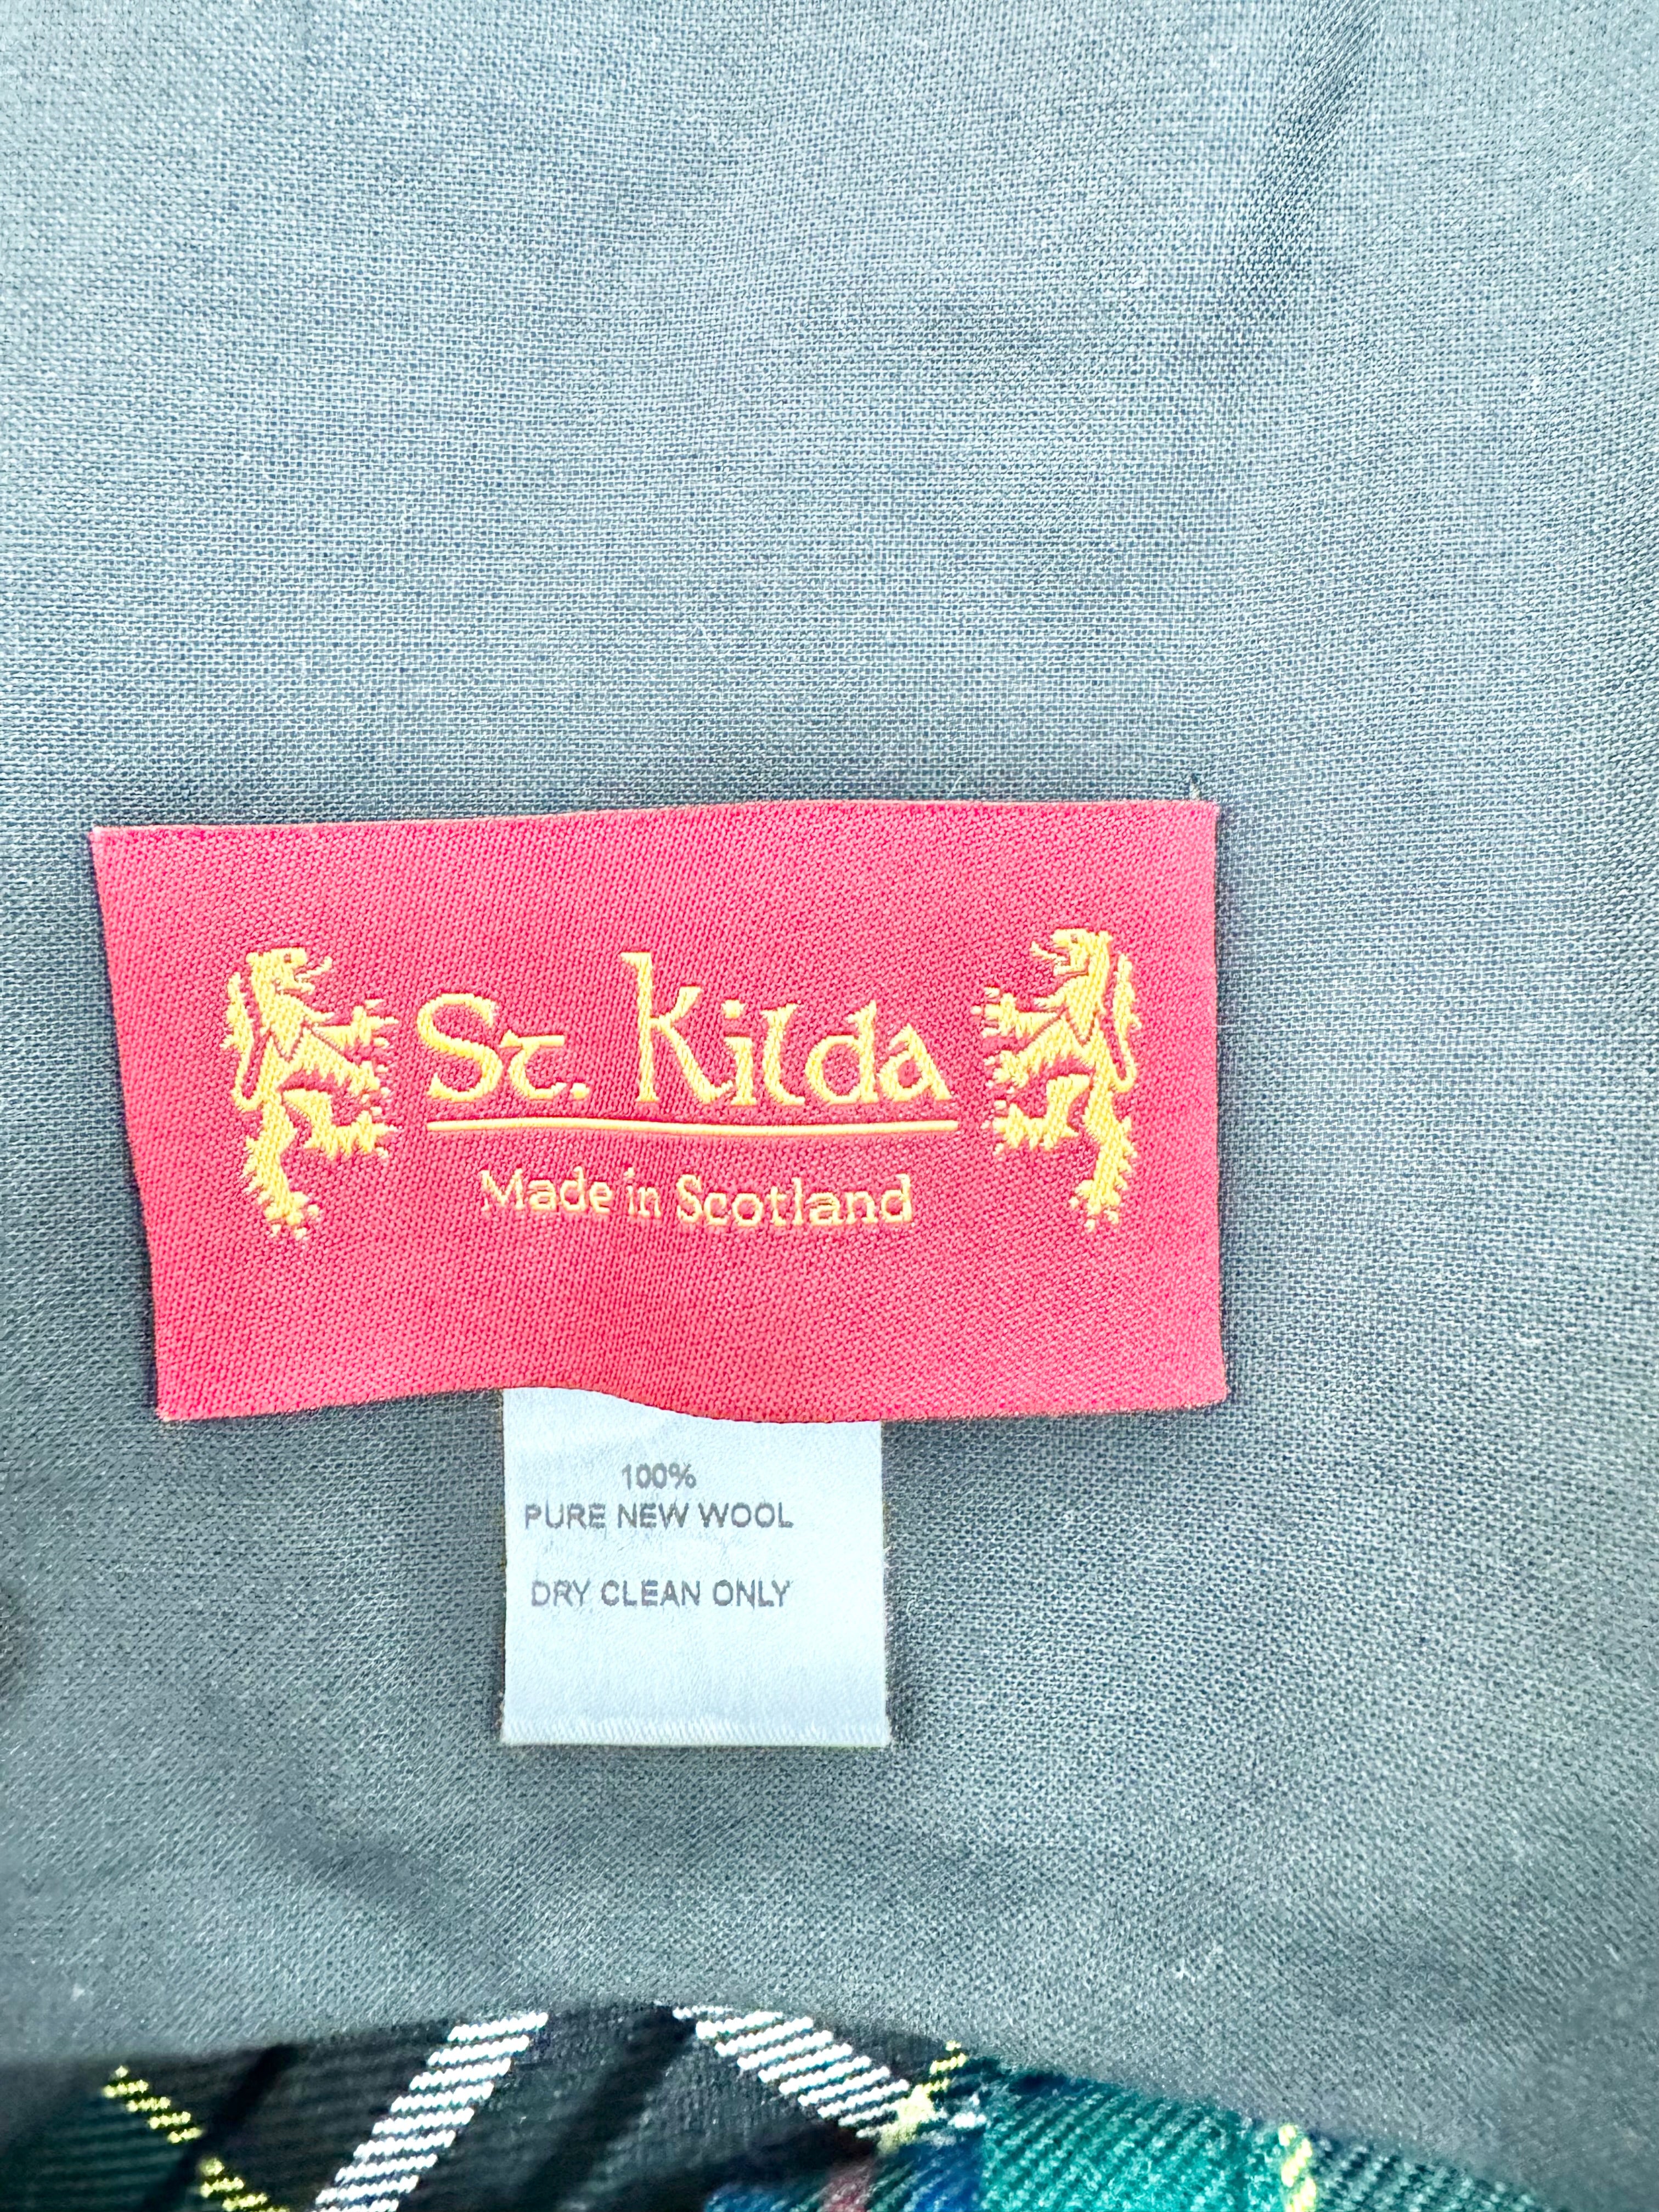 St. Kilda
Made in Scotland
100%
PURE NEW WOOL
DRY CLEAN ONLY